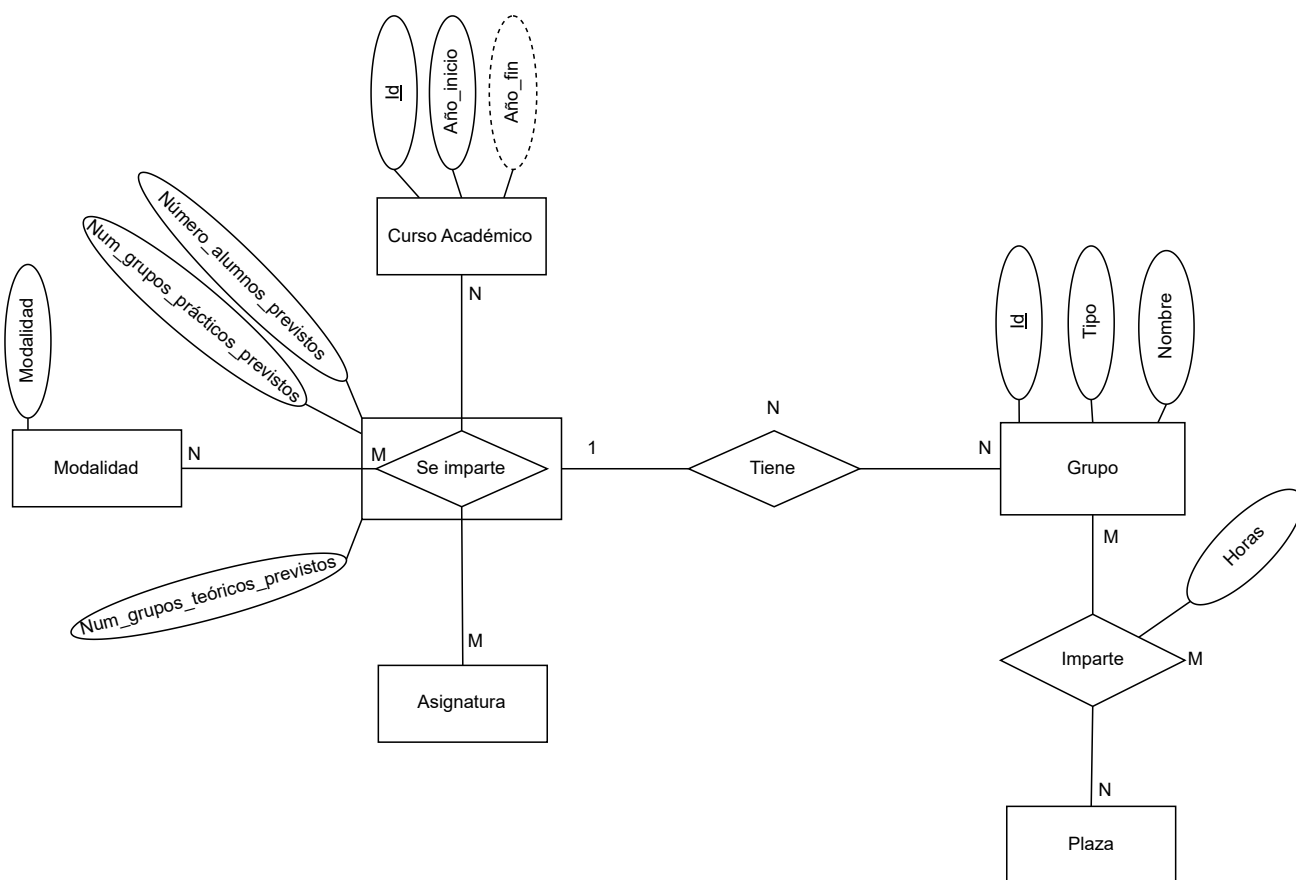 Id
Año_inicio
Año_fin
Número_alumnos_previstos
Num_grupos_prácticos_previstos
Curso Académico
Modalidad
Id
Tipo
Nombre
N
N
Modalidad
N
M
Se imparte
1
Tiene
N
Grupo
M
Horas
Num_grupos_teóricos_previstos
M
Imparte
M
Asignatura
N
Plaza